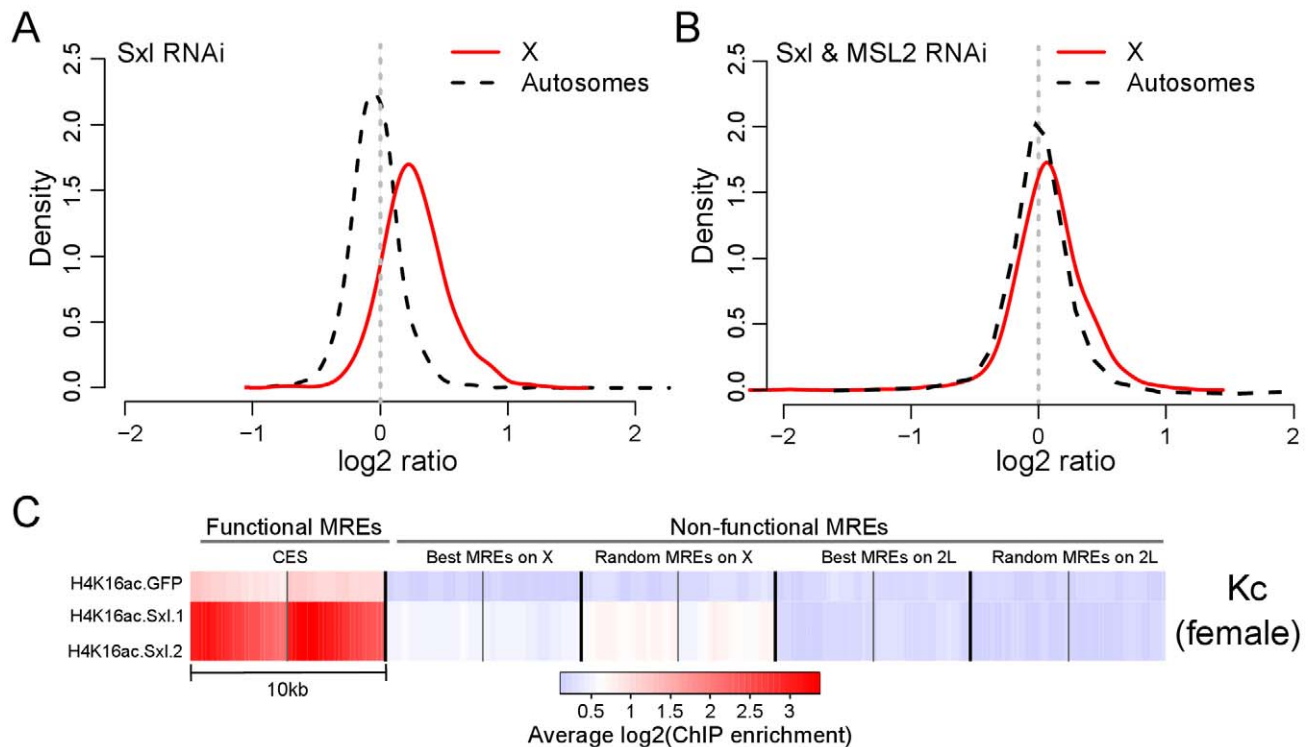 A
Sxl RNAi
X
Autosomes
Density
0.0 0.5 1.0 1.5 2.0 2.5
−2 −1 0 1 2
log2 ratio
B
Sxl & MSL2 RNAi
X
Autosomes
Density
0.0 0.5 1.0 1.5 2.0 2.5
−2 −1 0 1 2
log2 ratio
C
Functional MREs
Non-functional MREs
CES
Best MREs on X
Random MREs on X
Best MREs on 2L
Random MREs on 2L
H4K16ac.GFP
H4K16ac.Sxl.1
H4K16ac.Sxl.2
Kc
(female)
10kb
0.5 1 1.5 2 2.5 3
Average log2(ChIP enrichment)